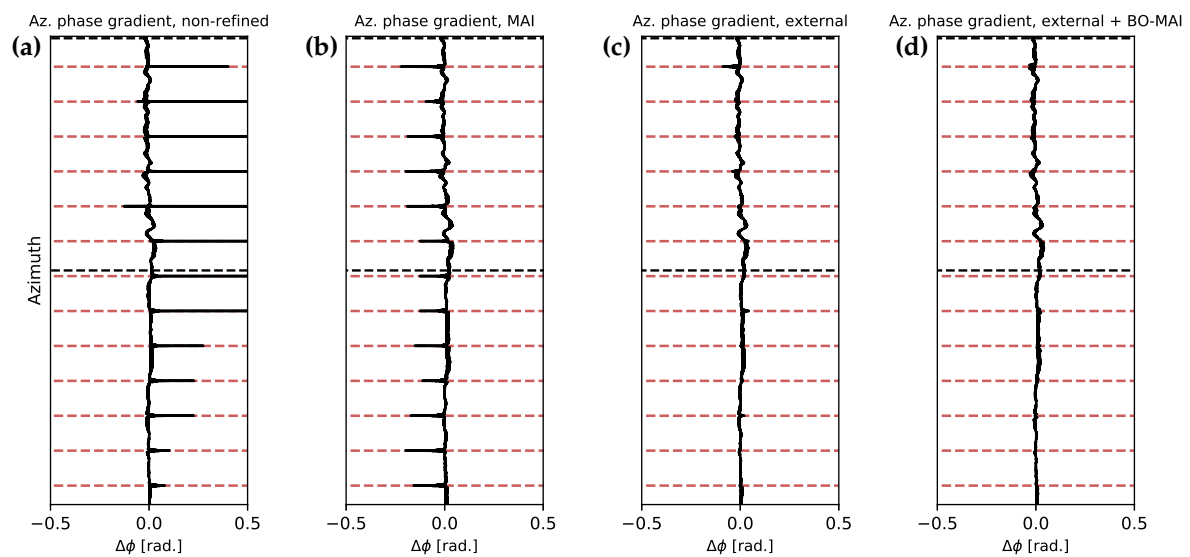 Az. phase gradient, non-refined
Az. phase gradient, MAI
Az. phase gradient, external
Az. phase gradient, external + BO-MAI
(a)
(b)
(c)
(d)
Azimuth
−0.5 0.0 0.5
−0.5 0.0 0.5
−0.5 0.0 0.5
−0.5 0.0 0.5
Δϕ [rad.]
Δϕ [rad.]
Δϕ [rad.]
Δϕ [rad.]